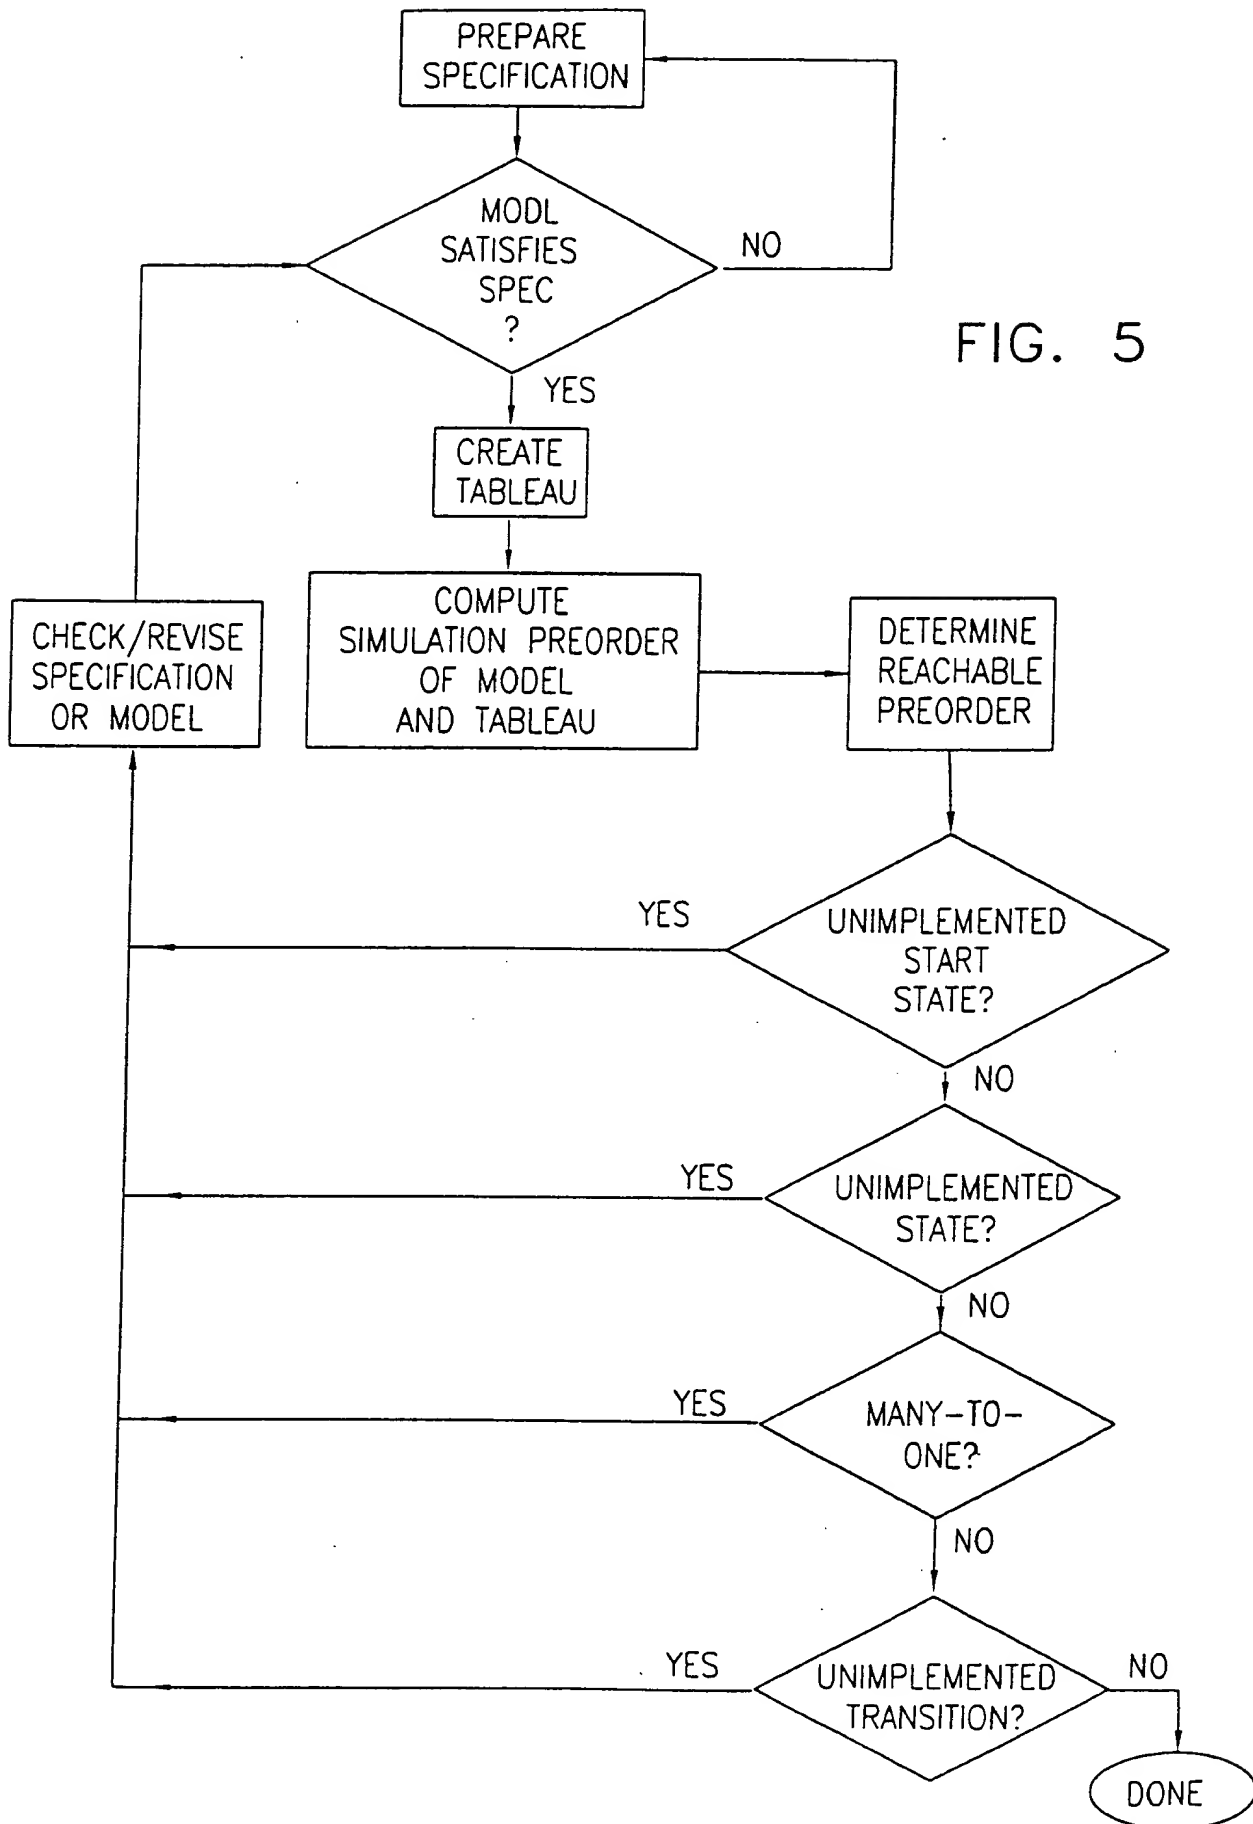 PREPARE
SPECIFICATION
MODL
SATISFIES
SPEC
?
NO
FIG. 5
YES
CREATE
TABLEAU
COMPUTE
SIMULATION PREORDER
OF MODEL
AND TABLEAU
CHECK/REVISE
SPECIFICATION
OR MODEL
DETERMINE
REACHABLE
PREORDER
YES
UNIMPLEMENTED
START
STATE?
NO
YES
UNIMPLEMENTED
STATE?
NO
YES
MANY-TO-
ONE?
NO
YES
UNIMPLEMENTED
TRANSITION?
NO
DONE